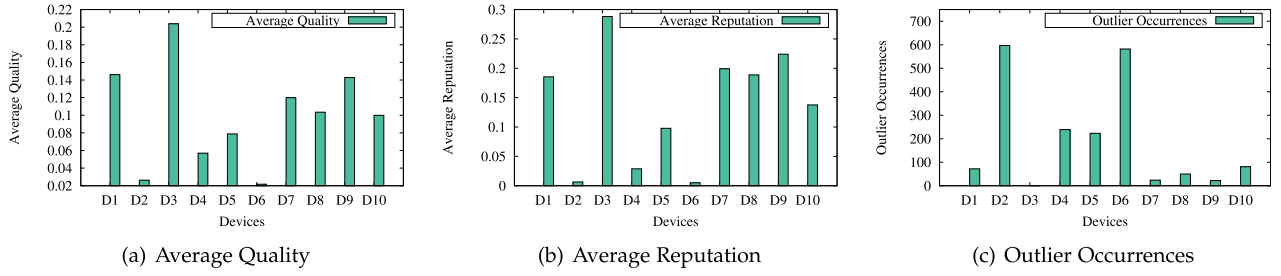 0.22
0.2
0.18
0.16
0.14
0.12
0.1
0.08
0.06
0.04
0.02
Average Quality
Average Quality
D1 D2 D3 D4 D5 D6 D7 D8 D9 D10
Devices
(a) Average Quality
0.3
0.25
0.2
0.15
0.1
0.05
0
Average Reputation
Average Reputation
D1 D2 D3 D4 D5 D6 D7 D8 D9 D10
Devices
(b) Average Reputation
700
600
500
400
300
200
100
0
Outlier Occurrences
Outlier Occurrences
D1 D2 D3 D4 D5 D6 D7 D8 D9 D10
Devices
(c) Outlier Occurrences